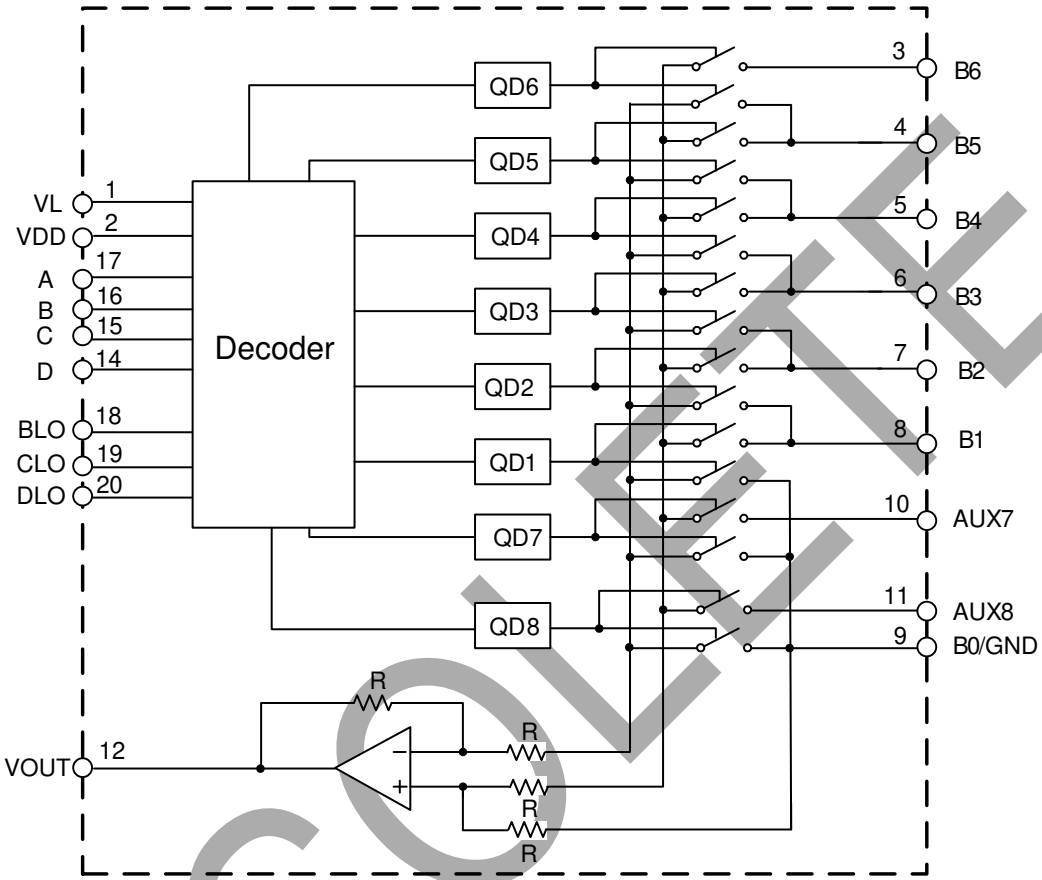 3
B6
QD6
4
B5
QD5
VL
1
VDD
2
5
B4
QD4
A
17
B
16
C
15
D
14
6
B3
QD3
Decoder
7
B2
QD2
BLO
18
CLO
19
DLO
20
8
B1
QD1
10
AUX7
QD7
11
AUX8
QD8
9
B0/GND
R
R
VOUT
12
−
+
R
R
OLETE